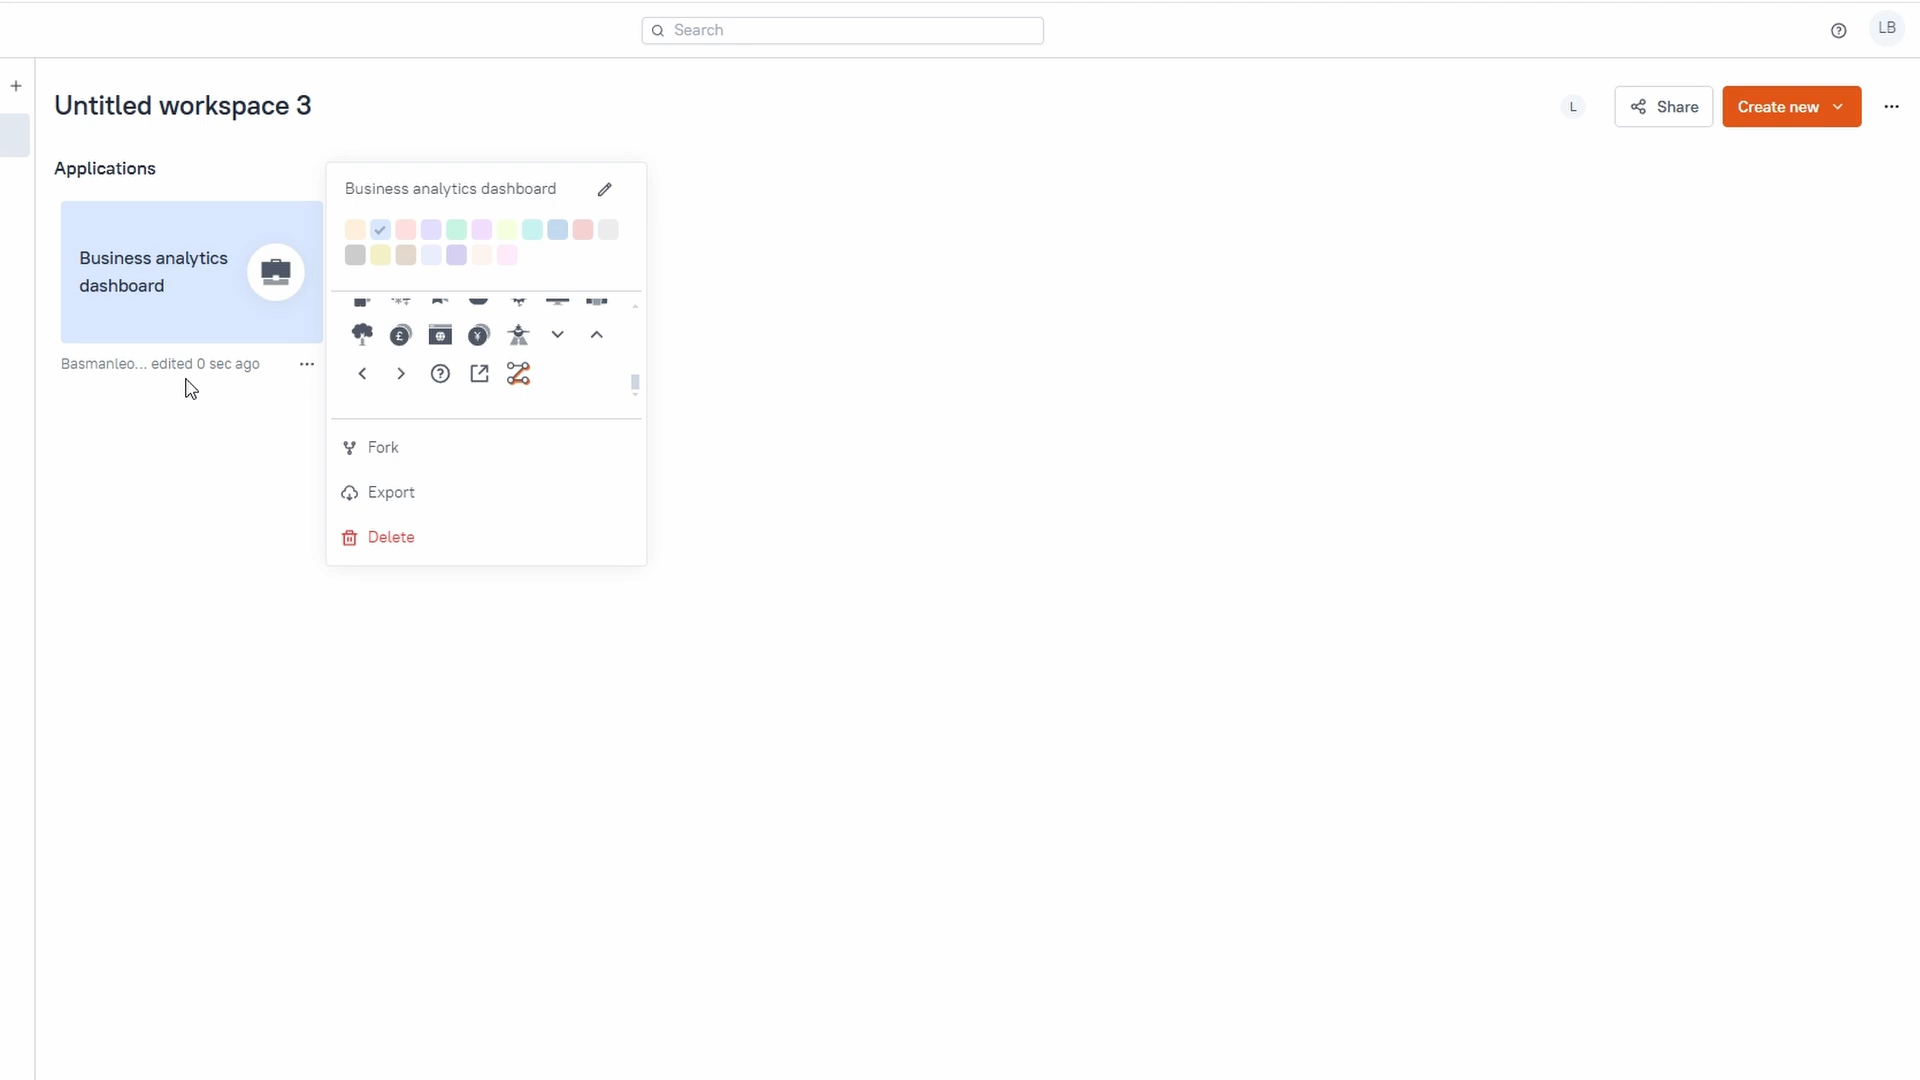 Search
LB
Untitled workspace 3
L
Share
Create new
Applications
Business analytics dashboard
Business analytics
dashboard
Basmanleo... edited 0 sec ago
Fork
Export
Delete